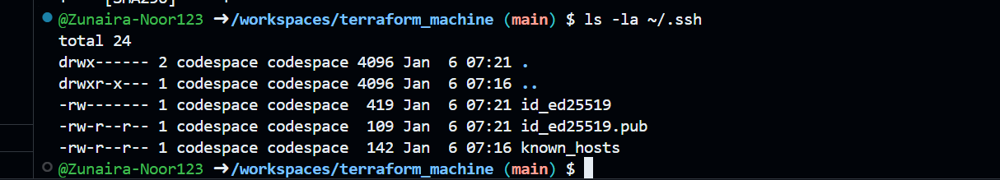 @Zunaira-Noor123 ➜/workspaces/terraform_machine (main) $ ls -la ~/.ssh
total 24
drwx------ 2 codespace codespace 4096 Jan  6 07:21 .
drwxr-x--- 1 codespace codespace 4096 Jan  6 07:16 ..
-rw------- 1 codespace codespace  419 Jan  6 07:21 id_ed25519
-rw-r--r-- 1 codespace codespace  109 Jan  6 07:21 id_ed25519.pub
-rw-r--r-- 1 codespace codespace  142 Jan  6 07:16 known_hosts
@Zunaira-Noor123 ➜/workspaces/terraform_machine (main) $